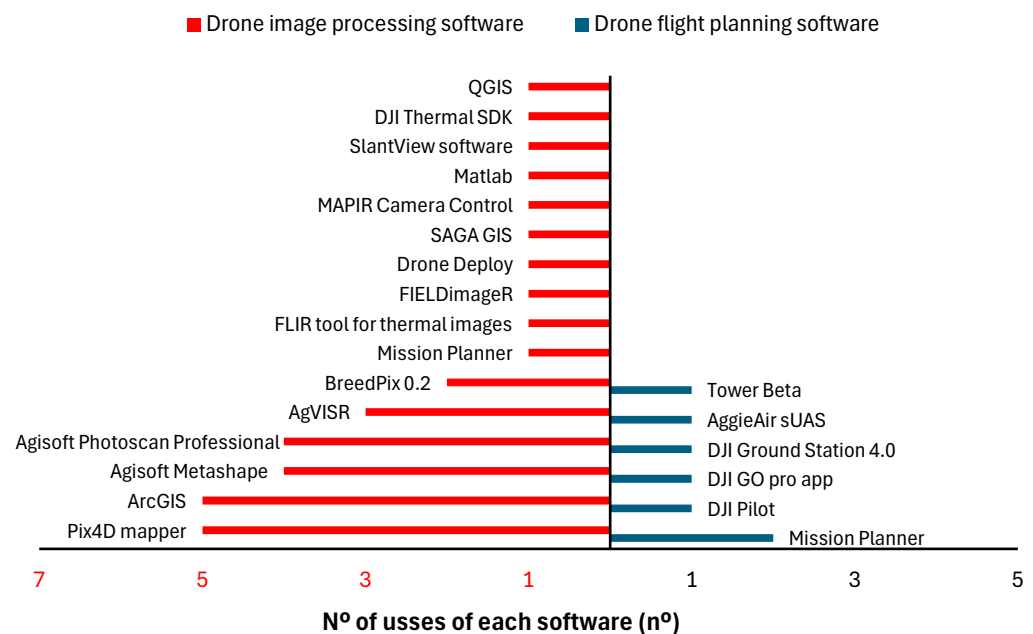 Drone image processing software
Drone flight planning software
QGIS
DJI Thermal SDK
SlantView software
Matlab
MAPIR Camera Control
SAGA GIS
Drone Deploy
FIELDimageR
FLIR tool for thermal images
Mission Planner
BreedPix 0.2
Tower Beta
AgVISR
AggieAir sUAS
Agisoft Photoscan Professional
DJI Ground Station 4.0
Agisoft Metashape
DJI GO pro app
ArcGIS
DJI Pilot
Pix4D mapper
Mission Planner
7 5 3 1 1 3 5
Nº of usses of each software (nº)